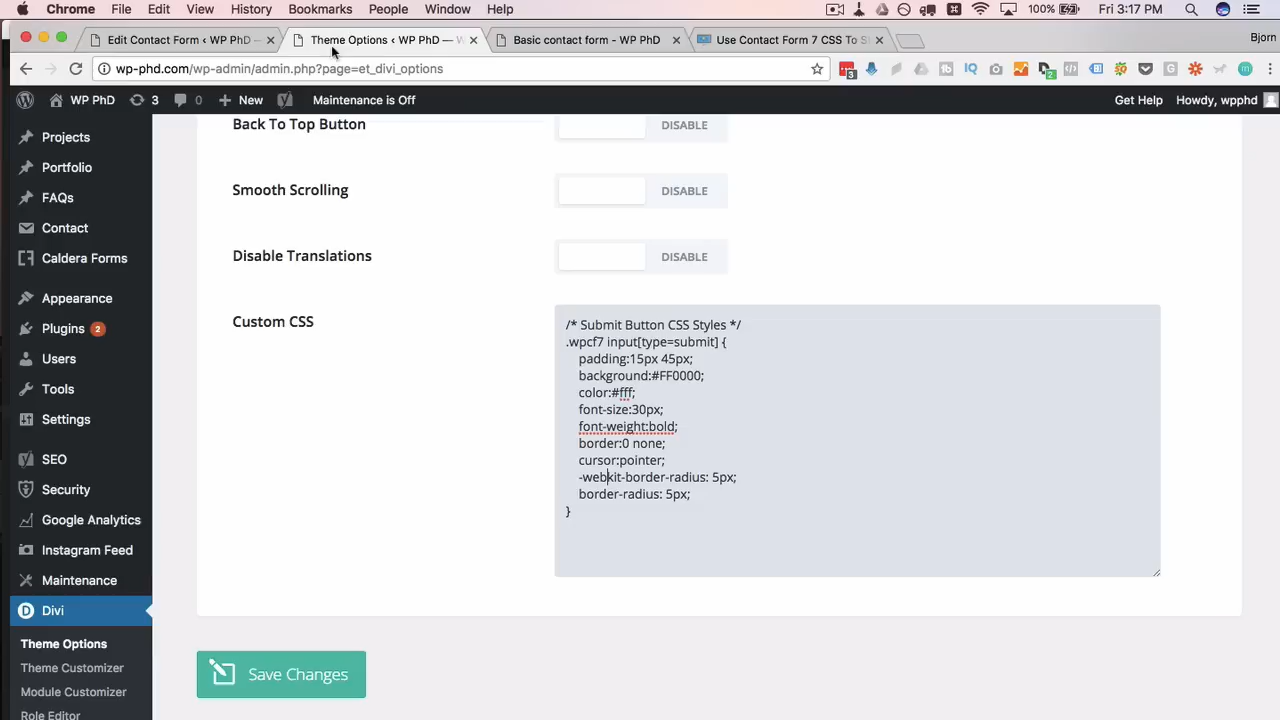 Chrome File Edit View History Bookmarks People Window Help 100% Fri 3:17 PM
Edit Contact Form ‹ WP PhD — Theme Options ‹ WP PhD — W Basic contact form - WP PhD Use Contact Form 7 CSS To S Bjorn
wp-phd.com/wp-admin/admin.php?page=et_divi_options
WP PhD 3 0 New Maintenance is Off Get Help Howdy, wpphd
Projects
Portfolio
FAQs
Contact
Caldera Forms
Appearance
Plugins 2
Users
Tools
Settings
SEO
Security
Google Analytics
Instagram Feed
Maintenance
Divi
Theme Options
Theme Customizer
Module Customizer
Role Editor
Back To Top Button DISABLE
Smooth Scrolling DISABLE
Disable Translations DISABLE
Custom CSS
/* Submit Button CSS Styles */
.wpcf7 input[type=submit] {
padding:15px 45px;
background:#FF0000;
color:#fff;
font-size:30px;
font-weight:bold;
border:0 none;
cursor:pointer;
-webkit-border-radius: 5px;
border-radius: 5px;
}
Save Changes